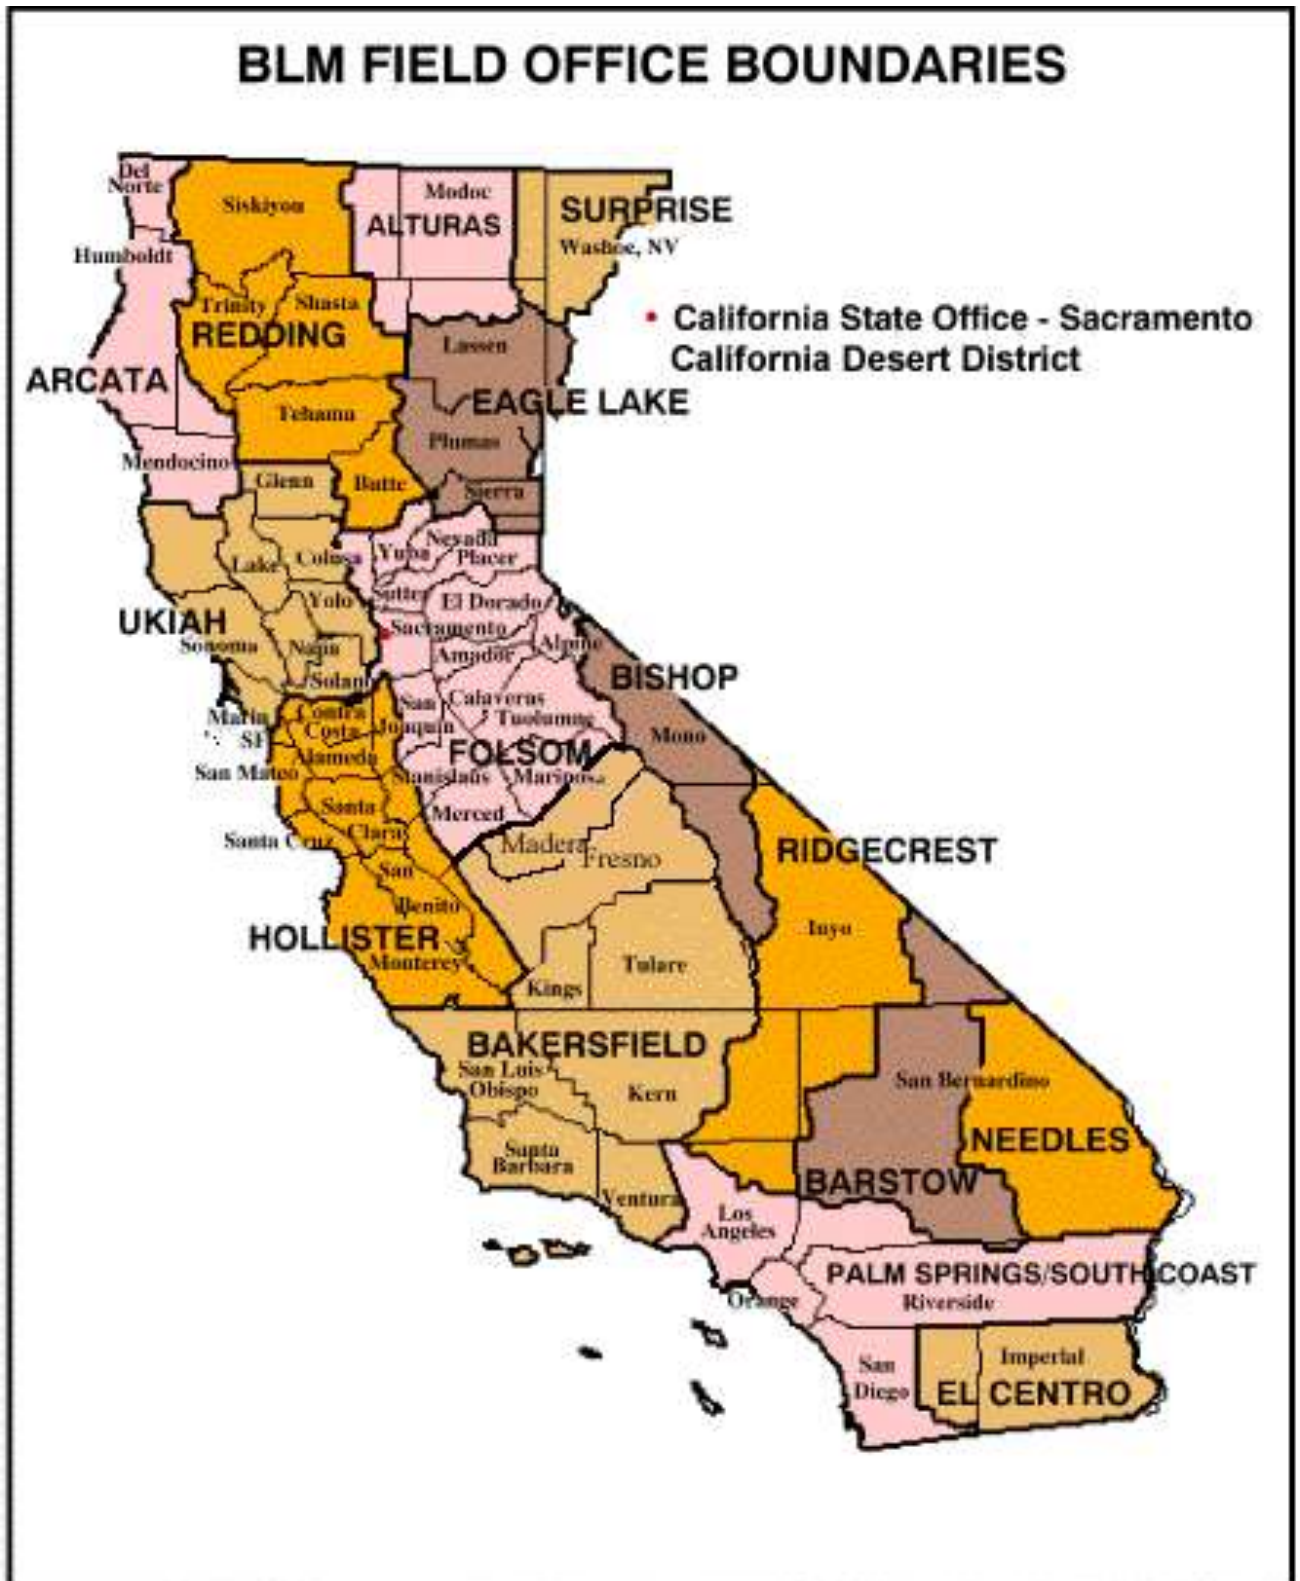 BLM FIELD OFFICE BOUNDARIES
Del
Norte
Siskiyou
Modoc
ALTURAS
SURPRISE
Washoe, NV
Humboldt
Trinity
Shasta
REDDING
• California State Office - Sacramento
California Desert District
Lassen
ARCATA
EAGLE LAKE
Tehama
Plumas
Mendocino
Glenn
Butte
Sierra
Nevada
Yuba
Placer
Lake
Colusa
Sutter
Yolo
El Dorado
UKIAH
Sacramento
Sonoma
Napa
Amador
Alpine
Solano
BISHOP
San
Joaquin
Calaveras
Marin
Contra
Costa
Tuolumne
SF
Mono
FOLSOM
Alameda
San Mateo
Stanislaus
Mariposa
Santa
Clara
Merced
Santa Cruz
Madera
Fresno
RIDGECREST
San
Benito
Inyo
HOLLISTER
Monterey
Tulare
Kings
BAKERSFIELD
San Luis
Obispo
Kern
San Bernardino
NEEDLES
Santa
Barbara
BARSTOW
Ventura
Los
Angeles
PALM SPRINGS/SOUTH COAST
Orange
Riverside
San
Diego
Imperial
EL CENTRO